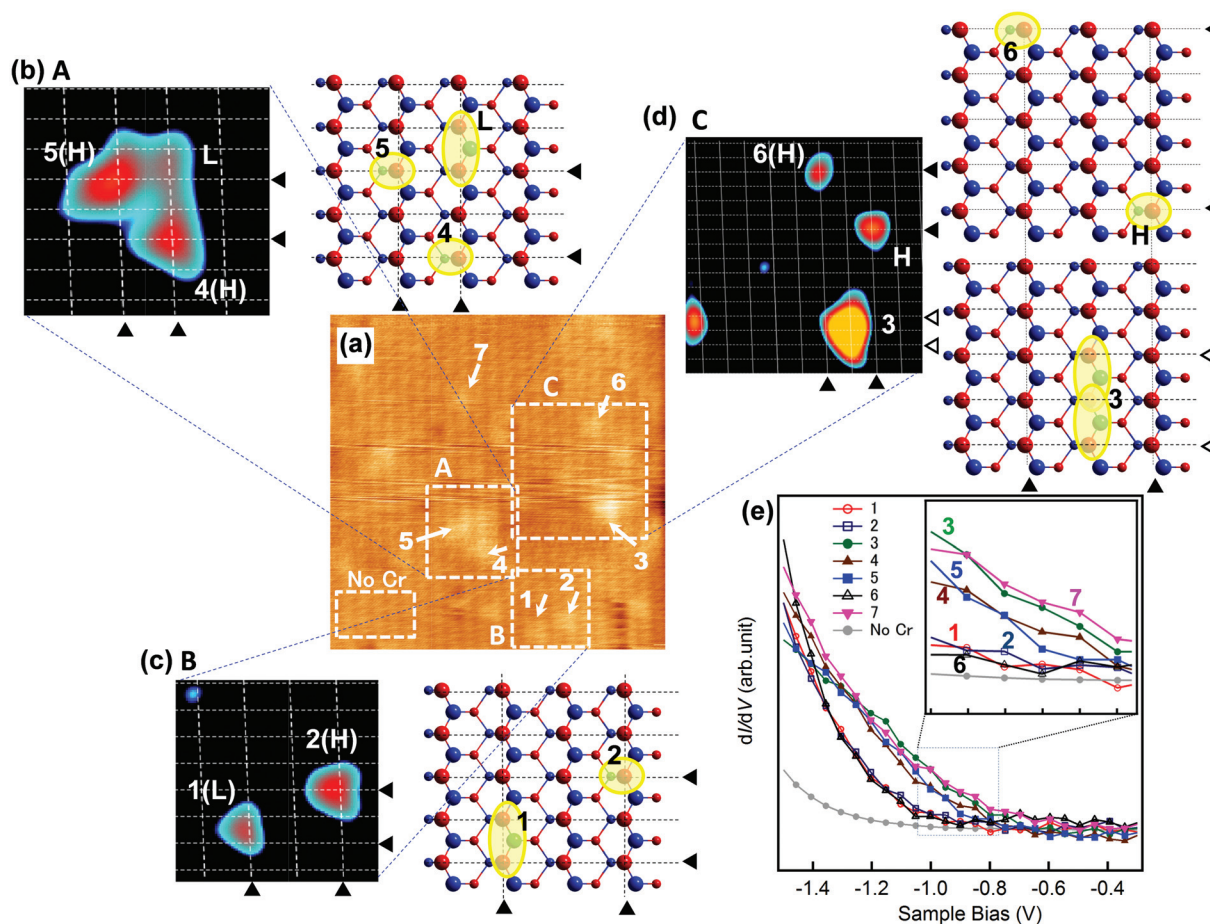 (b) A
5(H)
L
4(H)
5
L
4
(d)
C
6(H)
H
3
6
H
3
(a)
7
6
C
A
5
4
3
No Cr
1
2
B
(c) B
2(H)
1(L)
2
1
(e)
1
2
3
4
5
6
7
No Cr
3
5
4
7
1
2
6
dI/dV (arb.unit)
-1.4 -1.2 -1.0 -0.8 -0.6 -0.4
Sample Bias (V)